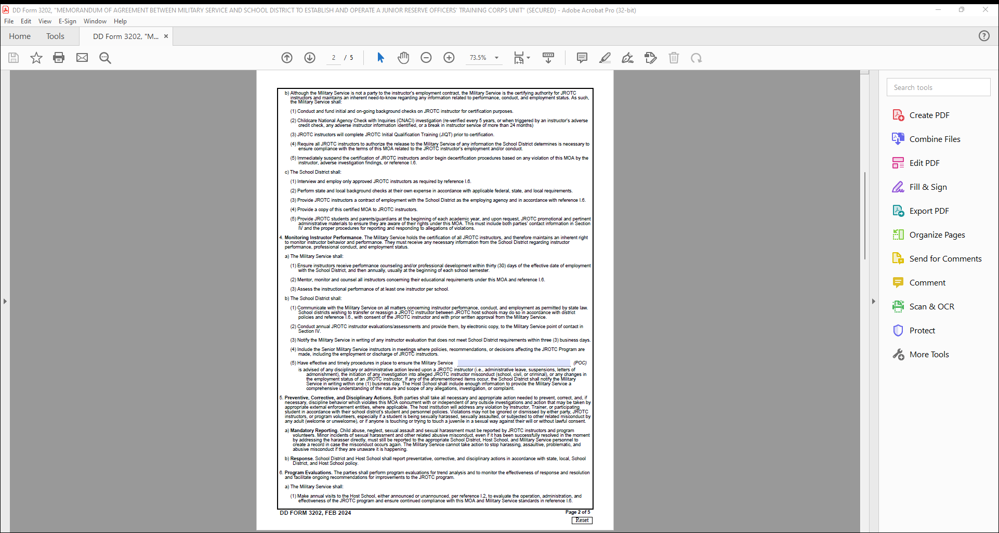 DD Form 3202, "MEMORANDUM OF AGREEMENT BETWEEN MILITARY SERVICE AND SCHOOL DISTRICT TO ESTABLISH AND OPERATE A JUNIOR RESERVE OFFICERS' TRAINING CORPS UNIT" (SECURED) - Adobe Acrobat Pro (32-bit)
File Edit View E-Sign Window Help
Home Tools DD Form 3202, "M... ×
2 / 5 73.5%
b) Although the Military Service is not a party to the instructor's employment contract, the Military Service is the certifying authority for JROTC
instructors and maintains an inherent need-to-know regarding any information related to performance, conduct, and employment status. As such,
the Military Service shall:
(1) Conduct and fund initial and on-going background checks on JROTC instructor for certification purposes.
(2) Childcare National Agency Check with Inquiries (CNACI) investigation (re-verified every 5 years, or when triggered by an instructor's adverse
credit check, any adverse instructor information identified, or a break in instructor service of more than 24 months)
(3) JROTC instructors will complete JROTC Initial Qualification Training (JIQT) prior to certification.
(4) Require all JROTC instructors to authorize the release to the Military Service of any information the School District determines is necessary to
ensure compliance with the terms of this MOA related to the JROTC instructor's employment and/or conduct.
(5) Immediately suspend the certification of JROTC instructors and/or begin decertification procedures based on any violation of this MOA by the
instructor, adverse investigation findings, or reference I.6.
c) The School District shall:
(1) Interview and employ only approved JROTC instructors as required by reference I.6.
(2) Perform state and local background checks at their own expense in accordance with applicable federal, state, and local requirements.
(3) Provide JROTC instructors a contract of employment with the School District as the employing agency and in accordance with reference I.6.
(4) Provide a copy of this certified MOA to JROTC instructors.
(5) Provide JROTC students and parents/guardians at the beginning of each academic year, and upon request, JROTC promotional and pertinent
administrative materials to ensure they are aware of their rights under this MOA. This must include both parties' contact information in Section
IV and the proper procedures for reporting and responding to allegations of violations.
4. Monitoring Instructor Performance. The Military Service holds the certification of all JROTC instructors, and therefore maintains an inherent right
to monitor instructor behavior and performance. They must receive any necessary information from the School District regarding instructor
performance, professional conduct, and employment status.
a) The Military Service shall:
(1) Ensure instructors receive performance counseling and/or professional development within thirty (30) days of the effective date of employment
with the School District, and then annually, usually at the beginning of each school semester.
(2) Mentor, monitor and counsel all instructors concerning their educational requirements under this MOA and reference I.6.
(3) Assess the instructional performance of at least one instructor per school.
b) The School District shall:
(1) Communicate with the Military Service on all matters concerning instructor performance, conduct, and employment as permitted by state law.
School districts wishing to transfer or reassign a JROTC instructor between JROTC host schools may do so in accordance with district
policies and reference I.6., with consent of the JROTC instructor and with prior written approval from the Military Service.
(2) Conduct annual JROTC instructor evaluations/assessments and provide them, by electronic copy, to the Military Service point of contact in
Section IV.
(3) Notify the Military Service in writing of any instructor evaluation that does not meet School District requirements within three (3) business days.
(4) Include the Senior Military Service instructors in meetings where policies, recommendations, or decisions affecting the JROTC Program are
made, including the employment or discharge of JROTC instructors.
(5) Have effective and timely procedures in place to ensure the Military Service (POC)
is advised of any disciplinary or administrative action levied upon a JROTC instructor (i.e., administrative leave, suspensions, letters of
admonishment), the initiation of any investigation into alleged JROTC instructor misconduct (school, civil, or criminal), or any changes in
the employment status of an JROTC instructor. If any of the aforementioned items occur, the School District shall notify the Military
Service in writing within one (1) business day. The Host School shall include enough information to provide the Military Service a
comprehensive understanding of the nature and scope of any allegations, investigation, or complaint.
5. Preventive, Corrective, and Disciplinary Actions. Both parties shall take all necessary and appropriate action needed to prevent, correct, and, if
necessary, discipline behavior which violates this MOA concurrent with or independent of any outside investigations and action that may be taken by
appropriate external enforcement entities, where applicable. The host institution will address any violation by Instructor, Trainer, or participating
student in accordance with their school district's student and personnel policies. Violations may not be ignored or dismissed by either party, JROTC
instructors, or program volunteers, especially if a student is being sexually harassed, sexually assaulted, or subjected to other related misconduct by
any adult (welcome or unwelcome), or if anyone is touching or trying to touch a juvenile in a sexual way against their will or without lawful consent.
a) Mandatory Reporting. Child abuse, neglect, sexual assault and sexual harassment must be reported by JROTC instructors and program
volunteers. Minor incidents of sexual harassment and other related abusive misconduct, even if it has been successfully resolved in the moment
by addressing the harasser directly, must still be reported to the appropriate School District, Host School, and Military Service personnel to
create a record in case the misconduct occurs again. The Military Service cannot take action to stop harassing, assaultive, problematic, and
abusive misconduct if they are unaware it is happening.
b) Response. School District and Host School shall report preventative, corrective, and disciplinary actions in accordance with state, local, School
District, and Host School policy.
6. Program Evaluations. The parties shall perform program evaluations for trend analysis and to monitor the effectiveness of response and resolution
and facilitate ongoing recommendations for improvements to the JROTC program.
a) The Military Service shall:
(1) Make annual visits to the Host School, either announced or unannounced, per reference I.2, to evaluate the operation, administration, and
effectiveness of the JROTC program and ensure continued compliance with this MOA and Military Service standards in reference I.6.
DD FORM 3202, FEB 2024
Page 2 of 5
Reset
Search tools
Create PDF
Combine Files
Edit PDF
Fill & Sign
Export PDF
Organize Pages
Send for Comments
Comment
Scan & OCR
Protect
More Tools